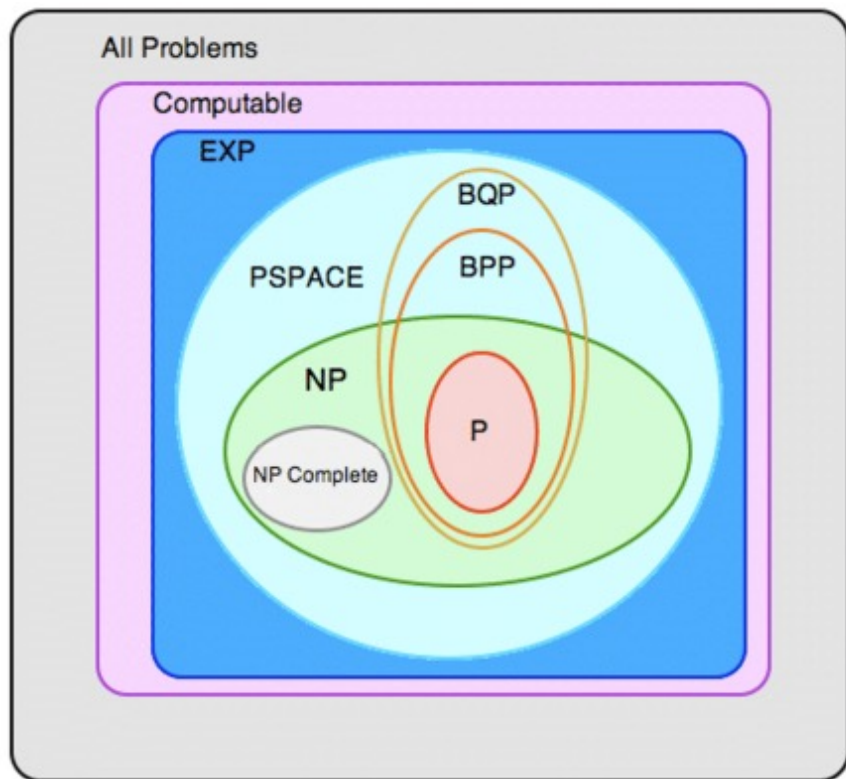 All Problems
Computable
EXP
BQP
BPP
PSPACE
NP
P
NP Complete